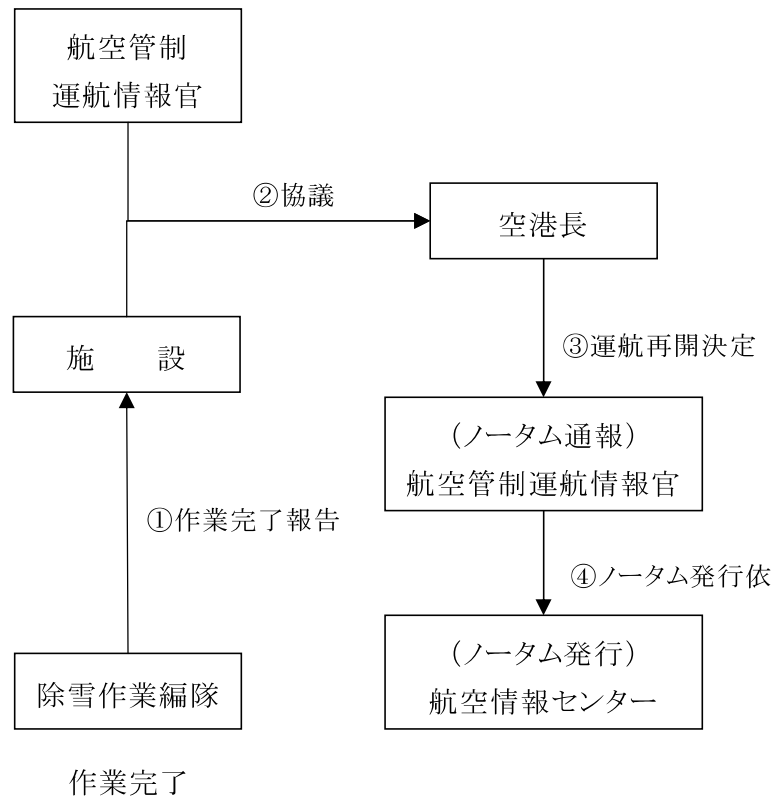 航空管制
運航情報官
②協議
空港長
施　　設
③運航再開決定
(ノータム通報)
航空管制運航情報官
①作業完了報告
④ノータム発行依
(ノータム発行)
航空情報センター
除雪作業編隊
作業完了